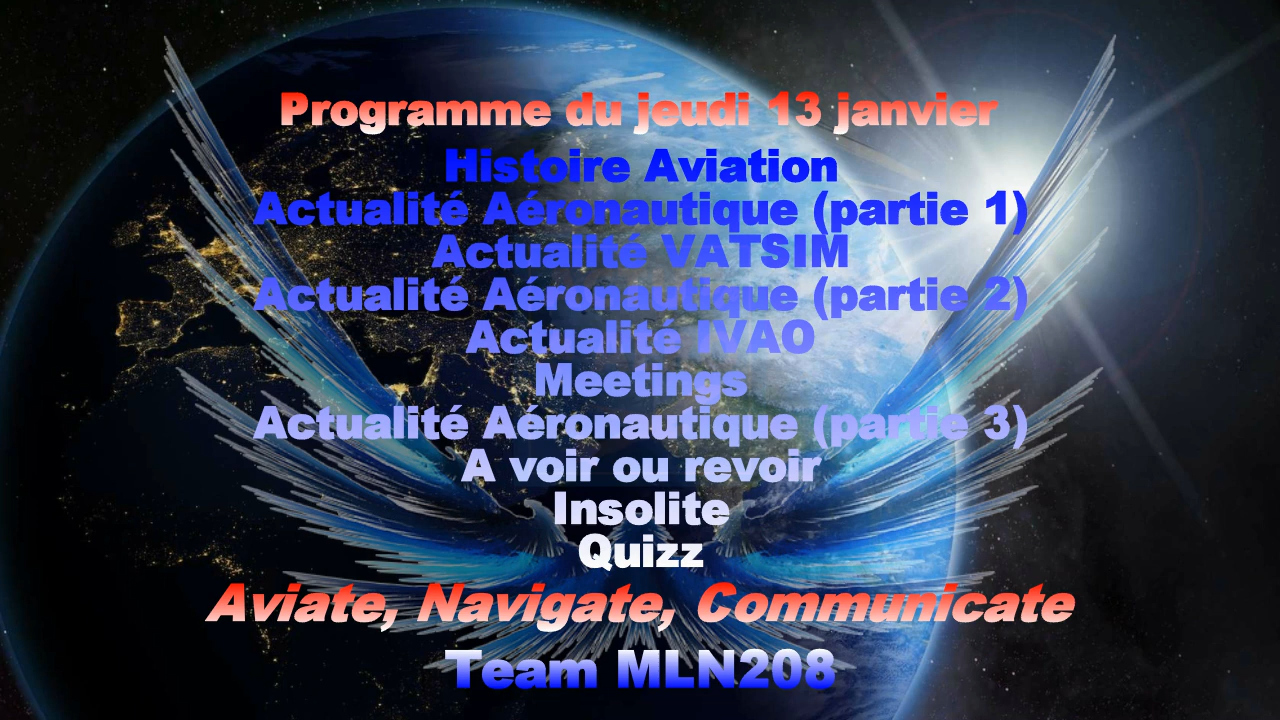 Programme du jeudi 13 janvier
Histoire Aviation
Actualité Aéronautique (partie 1)
Actualité VATSIM
Actualité Aéronautique (partie 2)
Actualité IVAO
Meetings
Actualité Aéronautique (partie 3)
A voir ou revoir
Insolite
Quizz
Aviate, Navigate, Communicate
Team MLN208